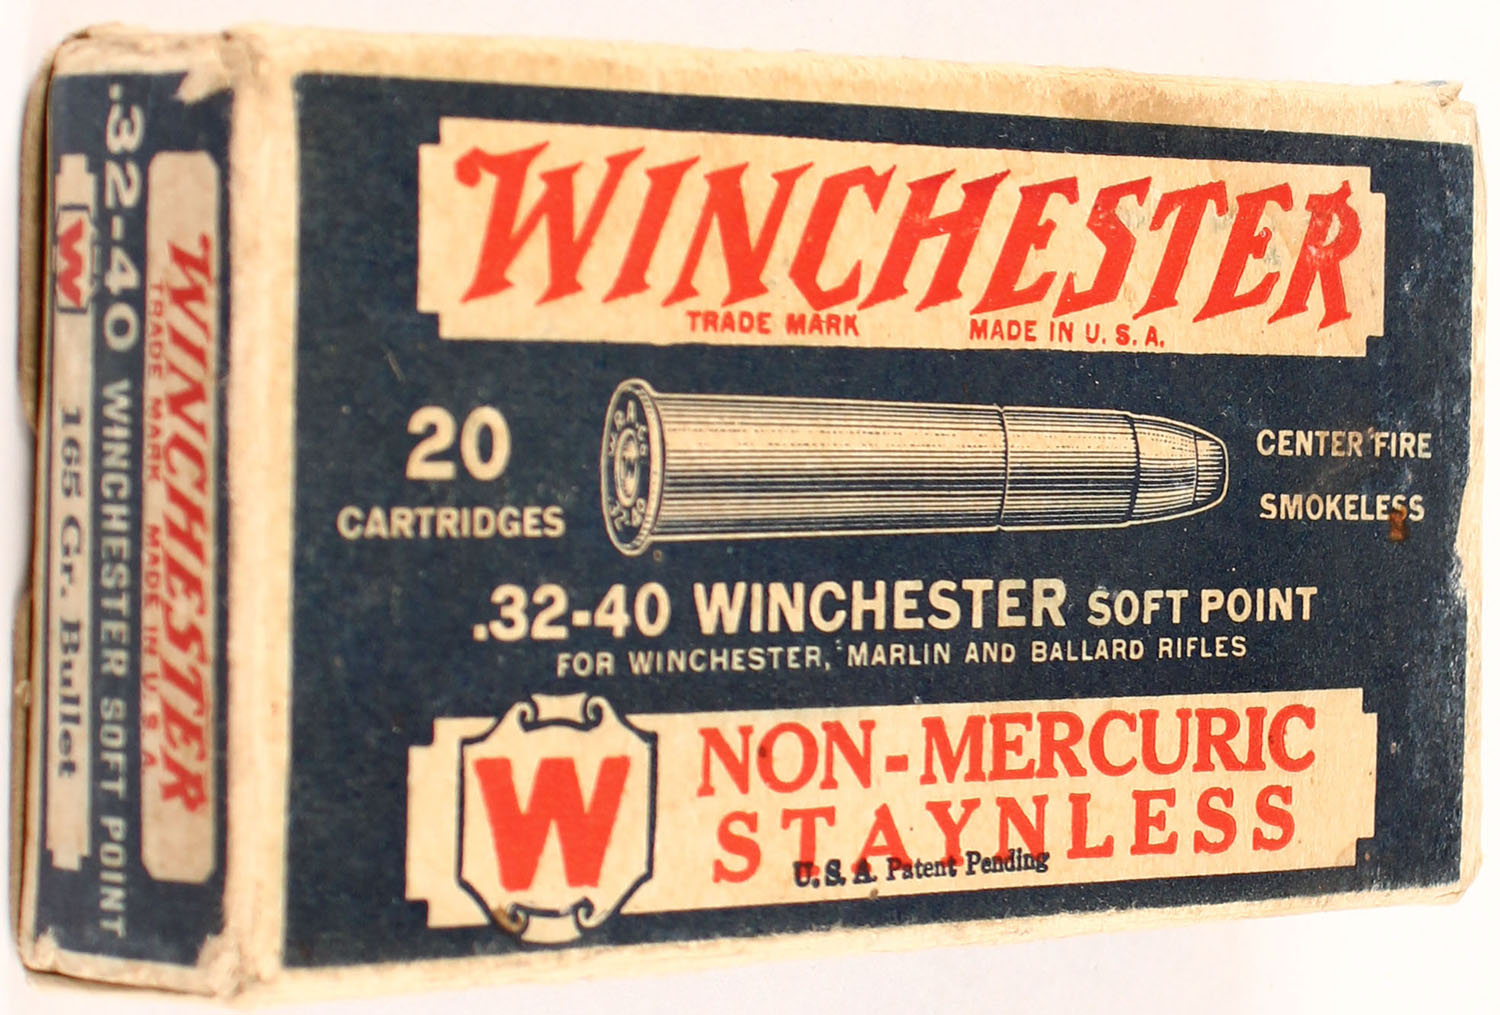 WINCHESTER
TRADE MARK MADE IN U. S. A.
20
CARTRIDGES
CENTER FIRE
SMOKELESS
.32-40 WINCHESTER SOFT POINT
FOR WINCHESTER, MARLIN AND BALLARD RIFLES
W
NON-MERCURIC
STAYNLESS
U. S. A. Patent Pending
WINCHESTER
TRADE MARK MADE IN U. S. A.
.32-40 WINCHESTER SOFT POINT
W
165 Gr. Bullet